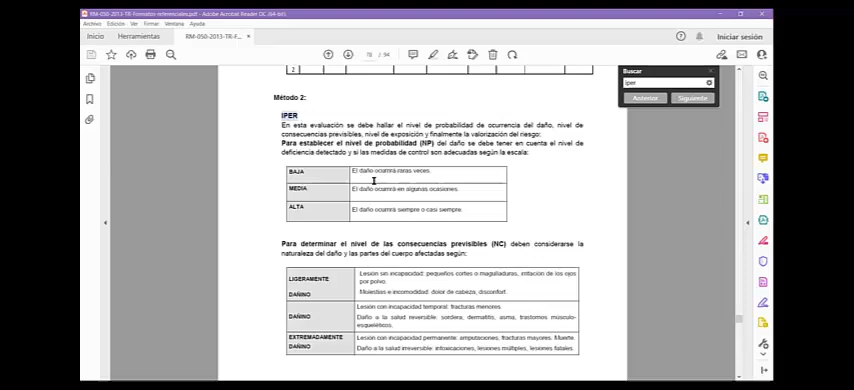 RM-050-2013-TR-Formatos-referenciales.pdf - Adobe Acrobat Reader DC (64-bit)
Archivo Edición Ver Firmar Ventana Ayuda
Inicio Herramientas RM-050-2013-TR-F... × Iniciar sesión
78 / 94
2
Buscar
iper
Anterior Siguiente
Método 2:
IPER
En esta evaluación se debe hallar el nivel de probabilidad de ocurrencia del daño, nivel de
consecuencias previsibles, nivel de exposición y finalmente la valorización del riesgo:
Para establecer el nivel de probabilidad (NP) del daño se debe tener en cuenta el nivel de
deficiencia detectado y si las medidas de control son adecuadas según la escala:
BAJA El daño ocurrirá raras veces.
MEDIA El daño ocurrirá en algunas ocasiones.
ALTA El daño ocurrirá siempre o casi siempre.
Para determinar el nivel de las consecuencias previsibles (NC) deben considerarse la
naturaleza del daño y las partes del cuerpo afectadas según:
LIGERAMENTE DAÑINO
Lesión sin incapacidad: pequeños cortes o magulladuras, irritación de los ojos
por polvo.
Molestias e incomodidad: dolor de cabeza, disconfort.
DAÑINO
Lesión con incapacidad temporal: fracturas menores.
Daño a la salud reversible: sordera, dermatitis, asma, trastornos músculo-
esqueléticos.
EXTREMADAMENTE DAÑINO
Lesión con incapacidad permanente: amputaciones, fracturas mayores. Muerte.
Daño a la salud irreversible: intoxicaciones, lesiones múltiples, lesiones fatales.